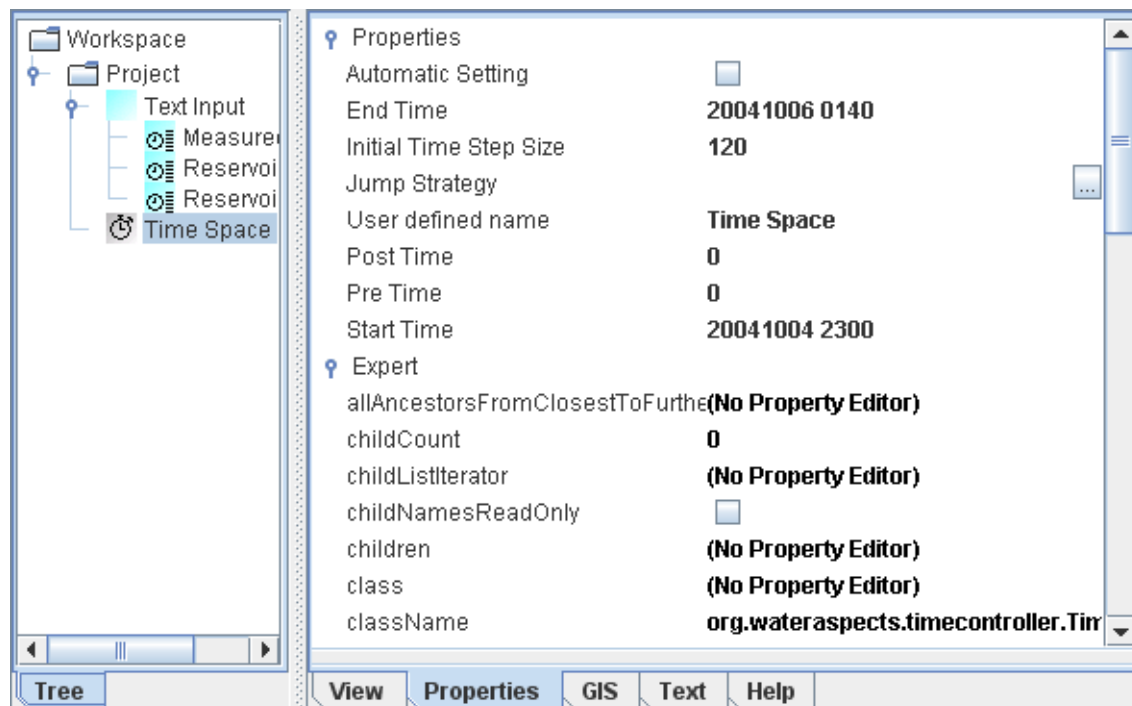 Workspace
Project
Text Input
Measured
Reservoi
Reservoi
Time Space
Tree
Properties
Automatic Setting
End Time 20041006 0140
Initial Time Step Size 120
Jump Strategy ...
User defined name Time Space
Post Time 0
Pre Time 0
Start Time 20041004 2300
Expert
allAncestorsFromClosestToFurthe(No Property Editor)
childCount 0
childListIterator (No Property Editor)
childNamesReadOnly
children (No Property Editor)
class (No Property Editor)
className org.wateraspects.timecontroller.Tim
View Properties GIS Text Help